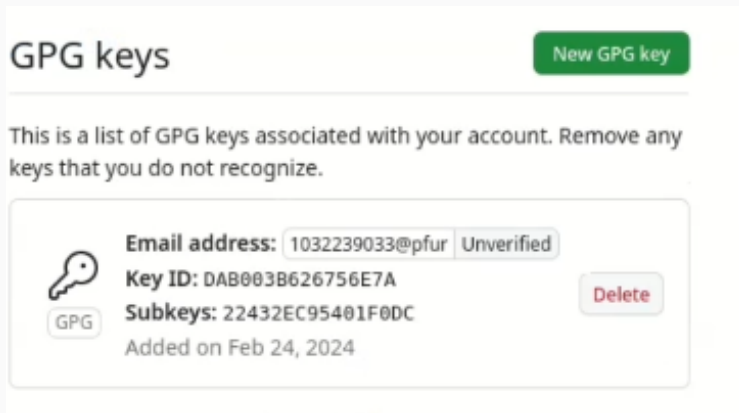 GPG keys
New GPG key
This is a list of GPG keys associated with your account. Remove any
keys that you do not recognize.
Email address: 1032239033@pfur Unverified
Key ID: DAB003B626756E7A
GPG
Subkeys: 22432EC95401F0DC
Delete
Added on Feb 24, 2024